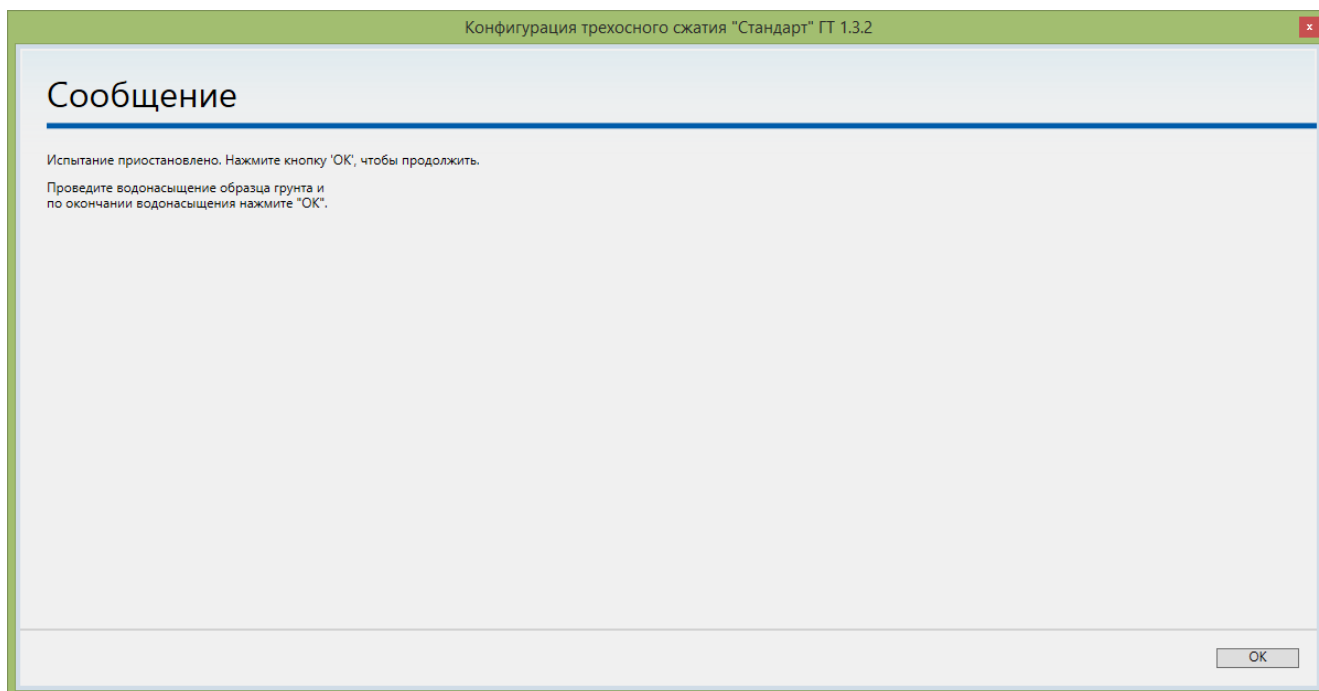 Конфигурация трехосного сжатия "Стандарт" ГТ 1.3.2
x
Сообщение
Испытание приостановлено. Нажмите кнопку 'ОК', чтобы продолжить.
Проведите водонасыщение образца грунта и
по окончании водонасыщения нажмите "ОК".
ОК